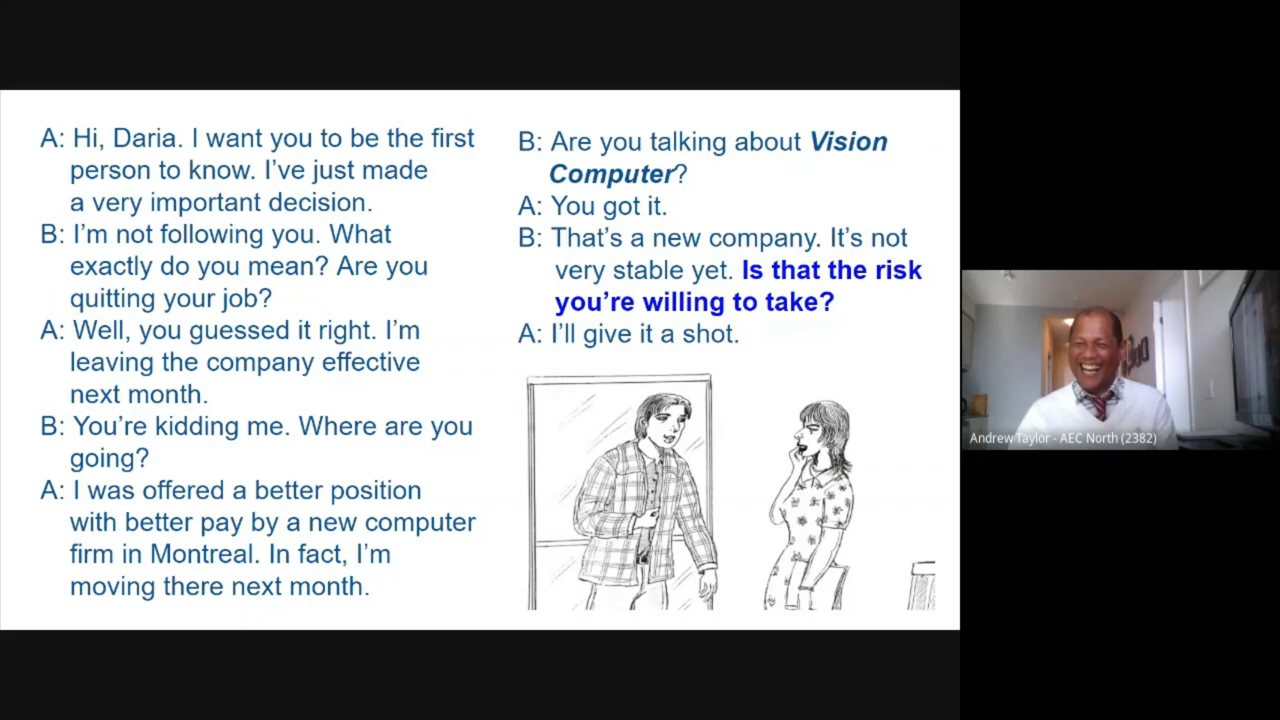 A: Hi, Daria. I want you to be the first
person to know. I've just made
a very important decision.
B: I'm not following you. What
exactly do you mean? Are you
quitting your job?
A: Well, you guessed it right. I'm
leaving the company effective
next month.
B: You're kidding me. Where are you
going?
A: I was offered a better position
with better pay by a new computer
firm in Montreal. In fact, I'm
moving there next month.
B: Are you talking about Vision
Computer?
A: You got it.
B: That's a new company. It's not
very stable yet. Is that the risk
you're willing to take?
A: I'll give it a shot.
Andrew Taylor - AEC North (2382)